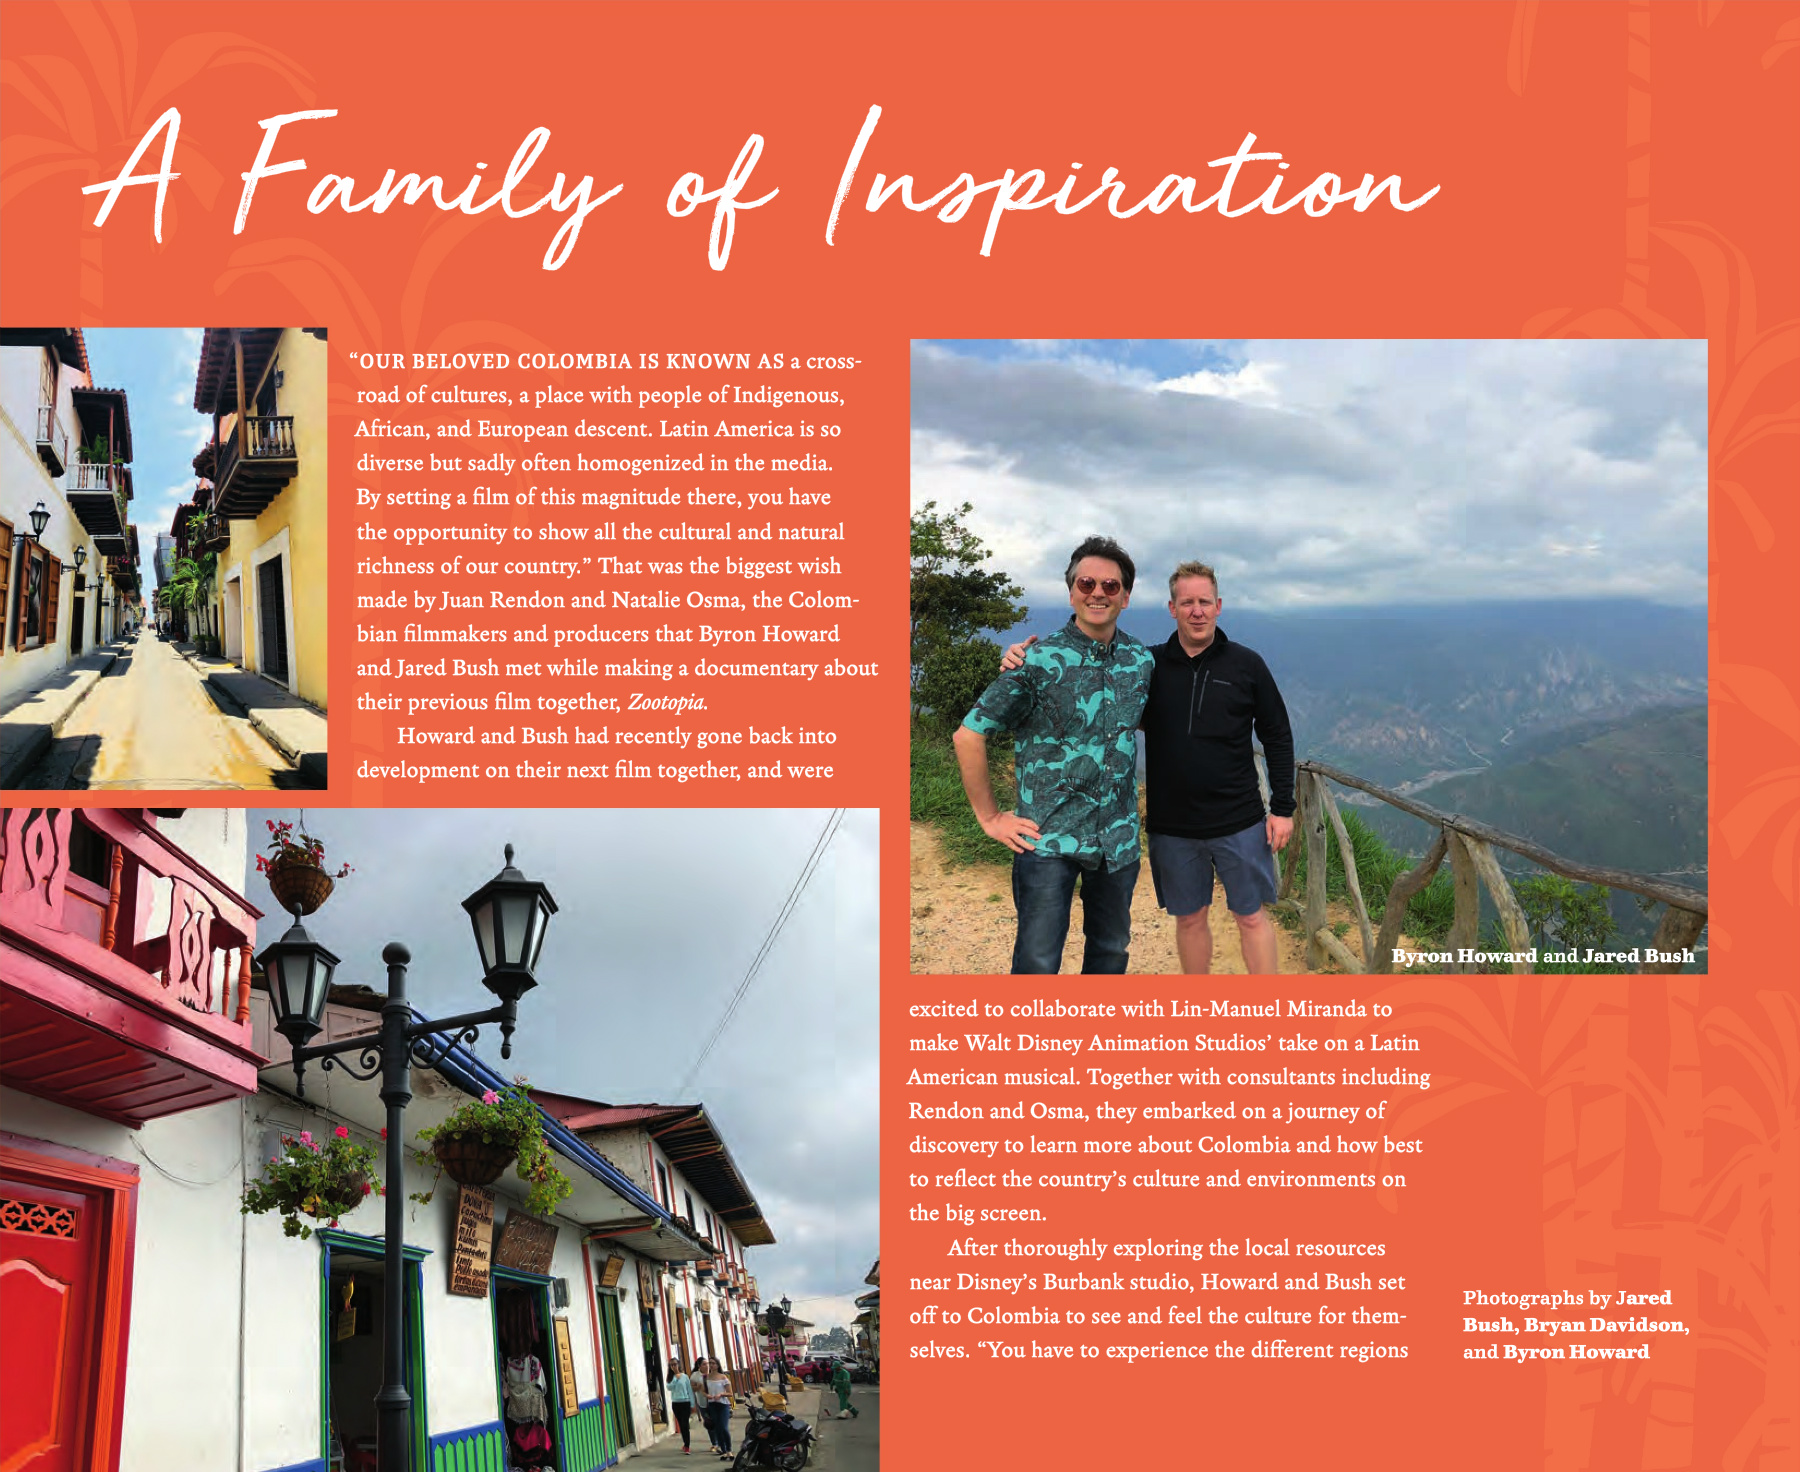 A Family of Inspiration
“OUR BELOVED COLOMBIA IS KNOWN AS a cross-
road of cultures, a place with people of Indigenous,
African, and European descent. Latin America is so
diverse but sadly often homogenized in the media.
By setting a film of this magnitude there, you have
the opportunity to show all the cultural and natural
richness of our country.” That was the biggest wish
made by Juan Rendon and Natalie Osma, the Colom-
bian filmmakers and producers that Byron Howard
and Jared Bush met while making a documentary about
their previous film together, Zootopia.
Howard and Bush had recently gone back into
development on their next film together, and were
Byron Howard and Jared Bush
excited to collaborate with Lin-Manuel Miranda to
make Walt Disney Animation Studios’ take on a Latin
American musical. Together with consultants including
Rendon and Osma, they embarked on a journey of
discovery to learn more about Colombia and how best
to reflect the country’s culture and environments on
the big screen.
After thoroughly exploring the local resources
near Disney’s Burbank studio, Howard and Bush set
off to Colombia to see and feel the culture for them-
selves. “You have to experience the different regions
Photographs by Jared
Bush, Bryan Davidson,
and Byron Howard